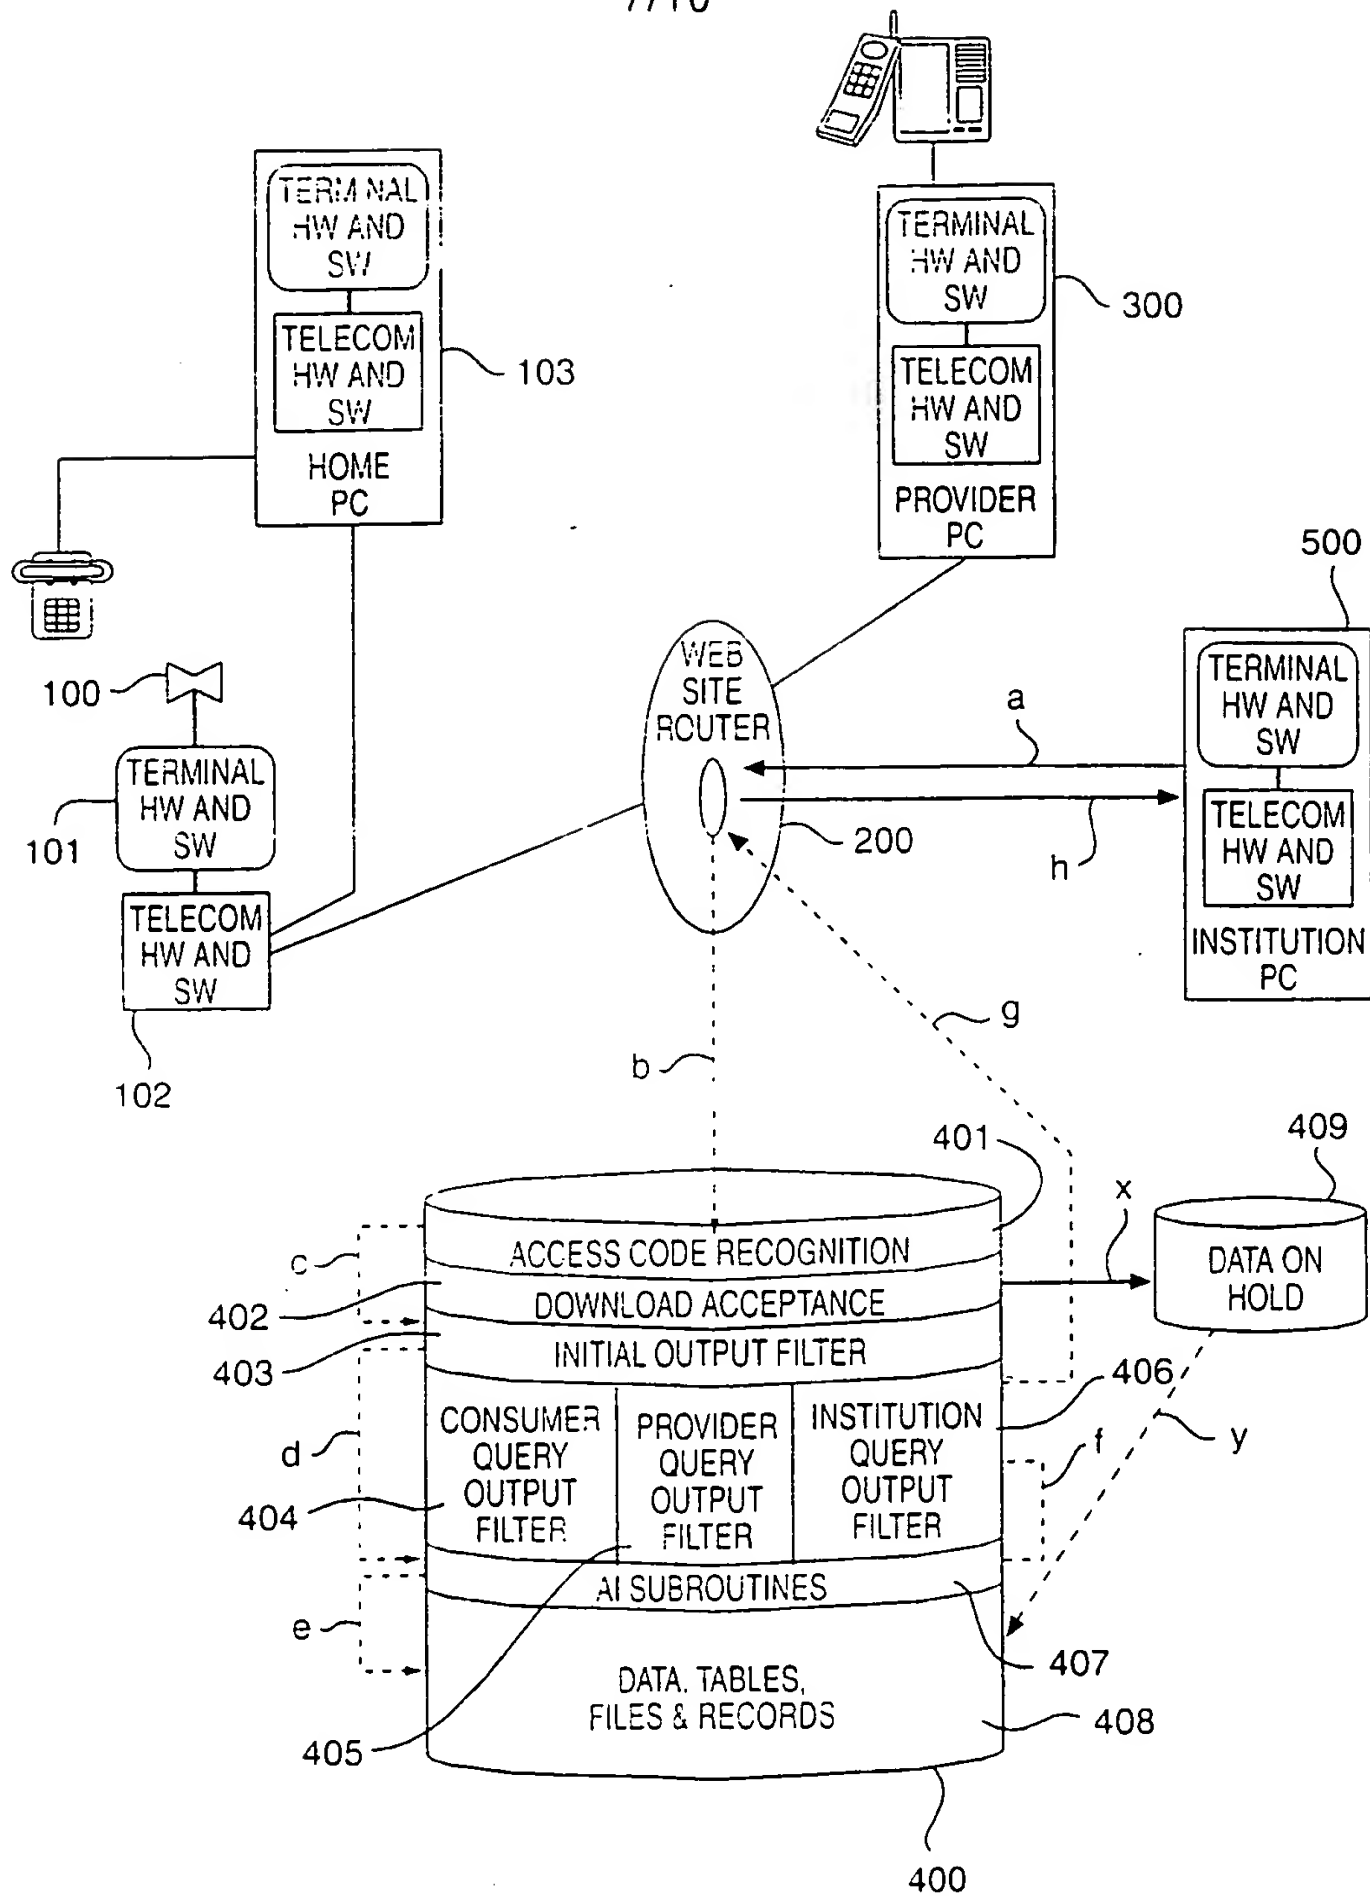 7/10
TERMINAL
HW AND
SW
TELECOM
HW AND
SW
HOME
PC
103
TERMINAL
HW AND
SW
TELECOM
HW AND
SW
PROVIDER
PC
300
500
TERMINAL
HW AND
SW
TELECOM
HW AND
SW
INSTITUTION
PC
100
TERMINAL
HW AND
SW
101
TELECOM
HW AND
SW
102
WEB
SITE
ROUTER
200
a
h
g
b
401
409
x
DATA ON
HOLD
ACCESS CODE RECOGNITION
c
402
DOWNLOAD ACCEPTANCE
403
INITIAL OUTPUT FILTER
406
CONSUMER
QUERY
OUTPUT
FILTER
PROVIDER
QUERY
OUTPUT
FILTER
INSTITUTION
QUERY
OUTPUT
FILTER
d
f
y
404
AI SUBROUTINES
e
407
DATA, TABLES,
FILES & RECORDS
405
408
400